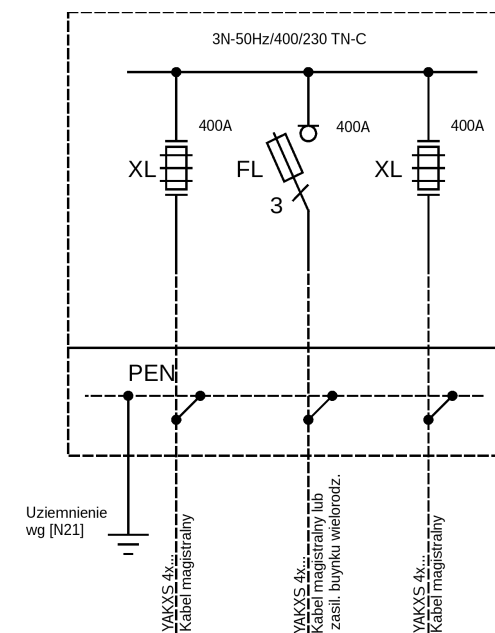 3N-50Hz/400/230 TN-C
400A
400A
400A
XL
FL
XL
3
PEN
Uziemnienie
wg [N21]
YAKXS 4x...
Kabel magistralny
YAKXS 4x...
Kabel magistralny lub
zasil. buynku wielorodz.
YAKXS 4x...
Kabel magistralny